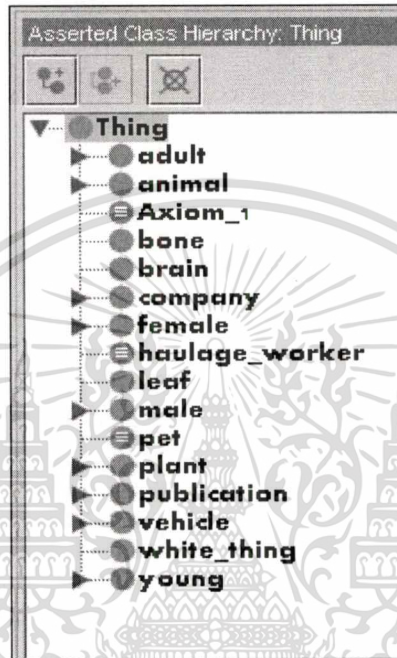 Asserted Class Hierarchy: Thing
Thing
adult
animal
Axiom_1
bone
brain
company
female
haulage_worker
leaf
male
pet
plant
publication
vehicle
white_thing
young